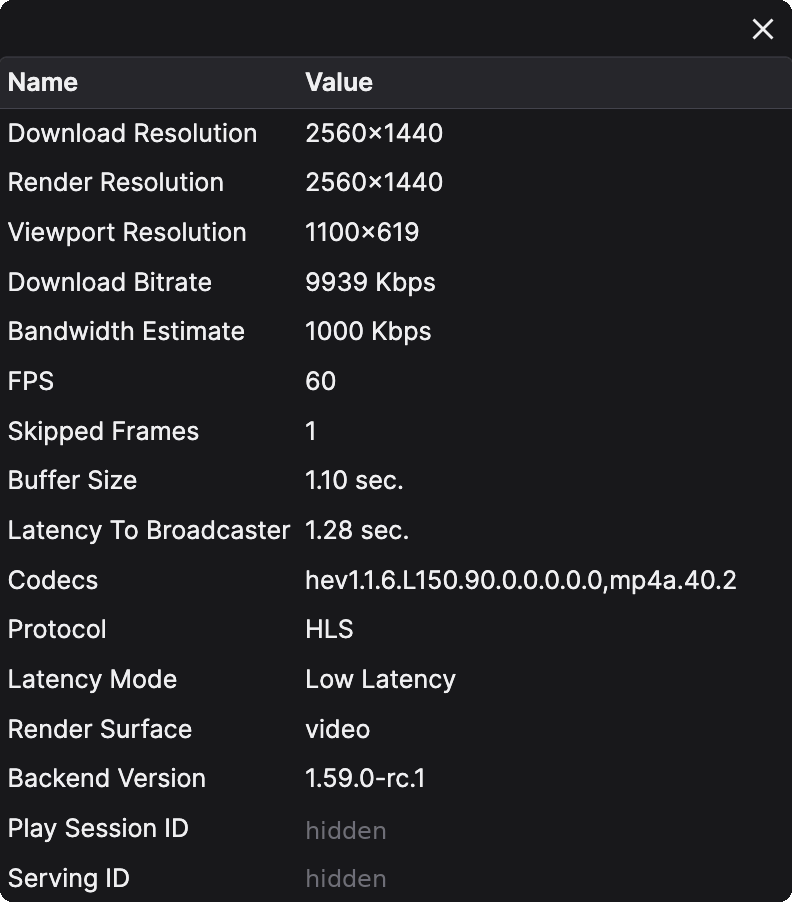 Name Value
Download Resolution 2560×1440
Render Resolution 2560×1440
Viewport Resolution 1100×619
Download Bitrate 9939 Kbps
Bandwidth Estimate 1000 Kbps
FPS 60
Skipped Frames 1
Buffer Size 1.10 sec.
Latency To Broadcaster 1.28 sec.
Codecs hev1.1.6.L150.90.0.0.0.0.0,mp4a.40.2
Protocol HLS
Latency Mode Low Latency
Render Surface video
Backend Version 1.59.0-rc.1
Play Session ID hidden
Serving ID hidden